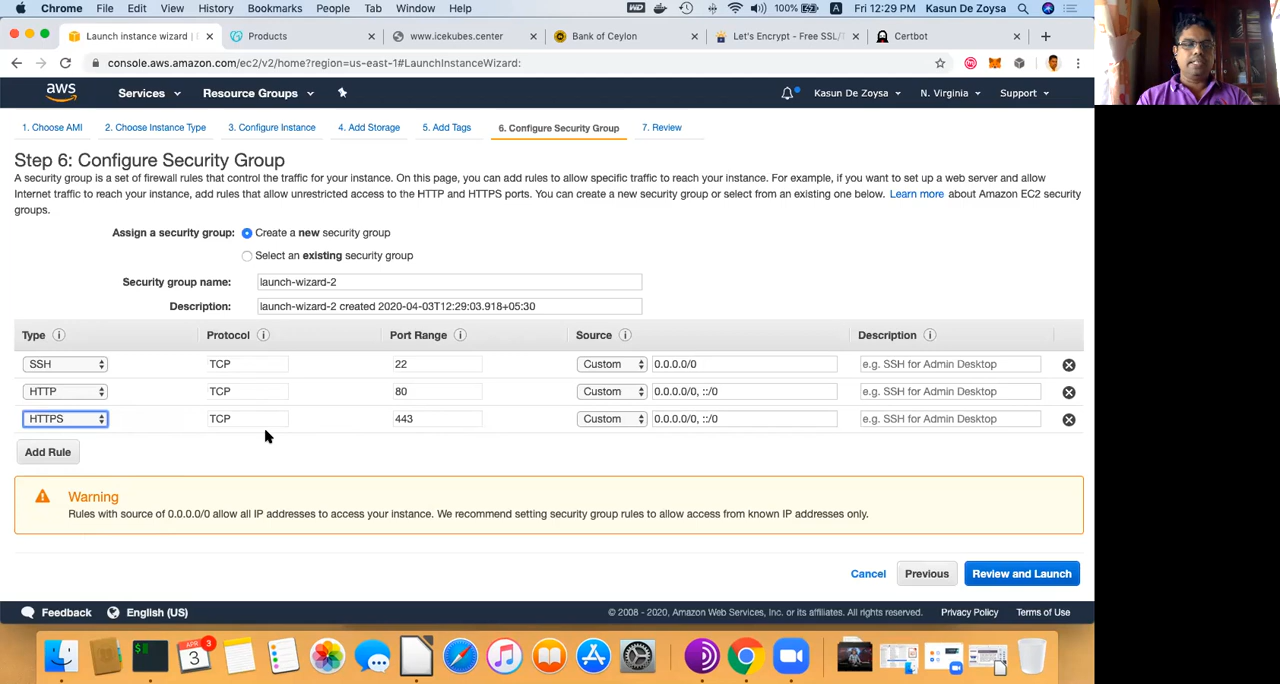 Chrome File Edit View History Bookmarks People Tab Window Help 100% A Fri 12:29 PM Kasun De Zoysa
Launch instance wizard Products www.icekubes.center Bank of Ceylon Let's Encrypt - Free SSL/T Certbot
console.aws.amazon.com/ec2/v2/home?region=us-east-1#LaunchInstanceWizard:
aws Services Resource Groups Kasun De Zoysa N. Virginia Support
1. Choose AMI 2. Choose Instance Type 3. Configure Instance 4. Add Storage 5. Add Tags 6. Configure Security Group 7. Review
Step 6: Configure Security Group
A security group is a set of firewall rules that control the traffic for your instance. On this page, you can add rules to allow specific traffic to reach your instance. For example, if you want to set up a web server and allow
Internet traffic to reach your instance, add rules that allow unrestricted access to the HTTP and HTTPS ports. You can create a new security group or select from an existing one below. Learn more about Amazon EC2 security
groups.
Assign a security group: Create a new security group
Select an existing security group
Security group name: launch-wizard-2
Description: launch-wizard-2 created 2020-04-03T12:29:03.918+05:30
Type i Protocol i Port Range i Source i Description i
SSH TCP 22 Custom 0.0.0.0/0 e.g. SSH for Admin Desktop
HTTP TCP 80 Custom 0.0.0.0/0, ::/0 e.g. SSH for Admin Desktop
HTTPS TCP 443 Custom 0.0.0.0/0, ::/0 e.g. SSH for Admin Desktop
Add Rule
Warning
Rules with source of 0.0.0.0/0 allow all IP addresses to access your instance. We recommend setting security group rules to allow access from known IP addresses only.
Cancel Previous Review and Launch
Feedback English (US) © 2008 - 2020, Amazon Web Services, Inc. or its affiliates. All rights reserved. Privacy Policy Terms of Use
APR 3
3